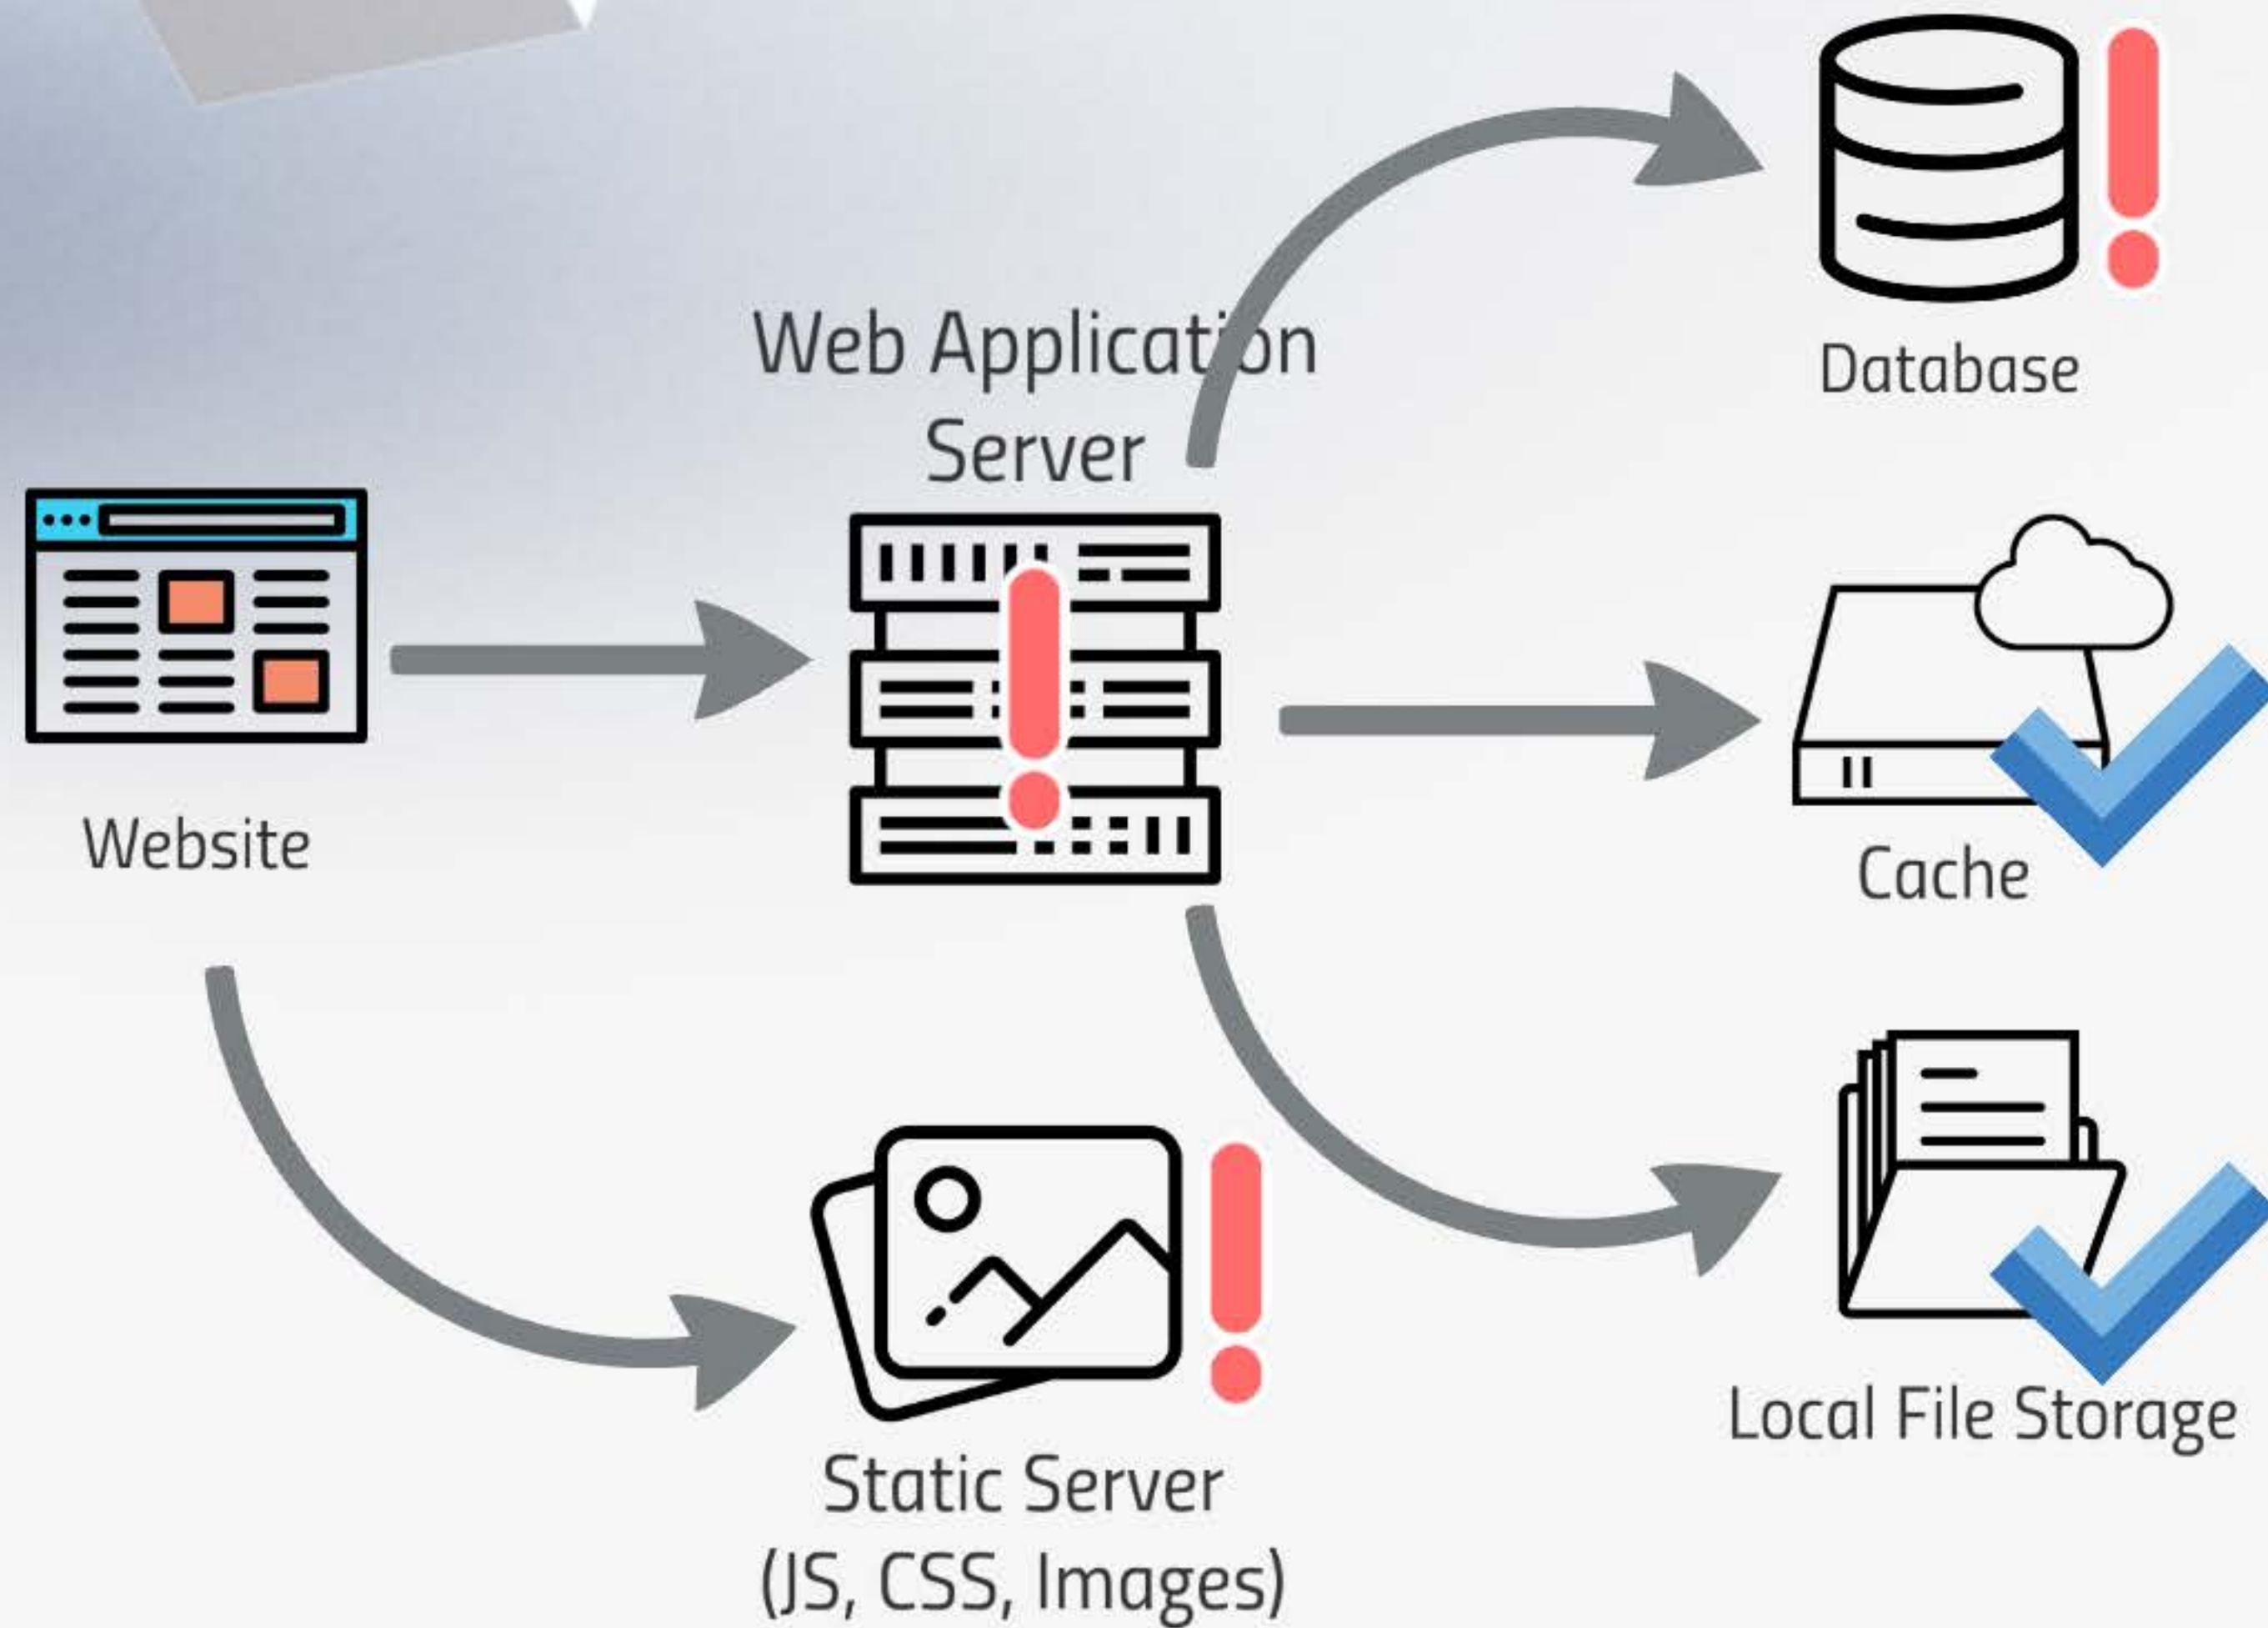 Web Application
Server
Database
Website
Cache
Local File Storage
Static Server
(JS, CSS, Images)